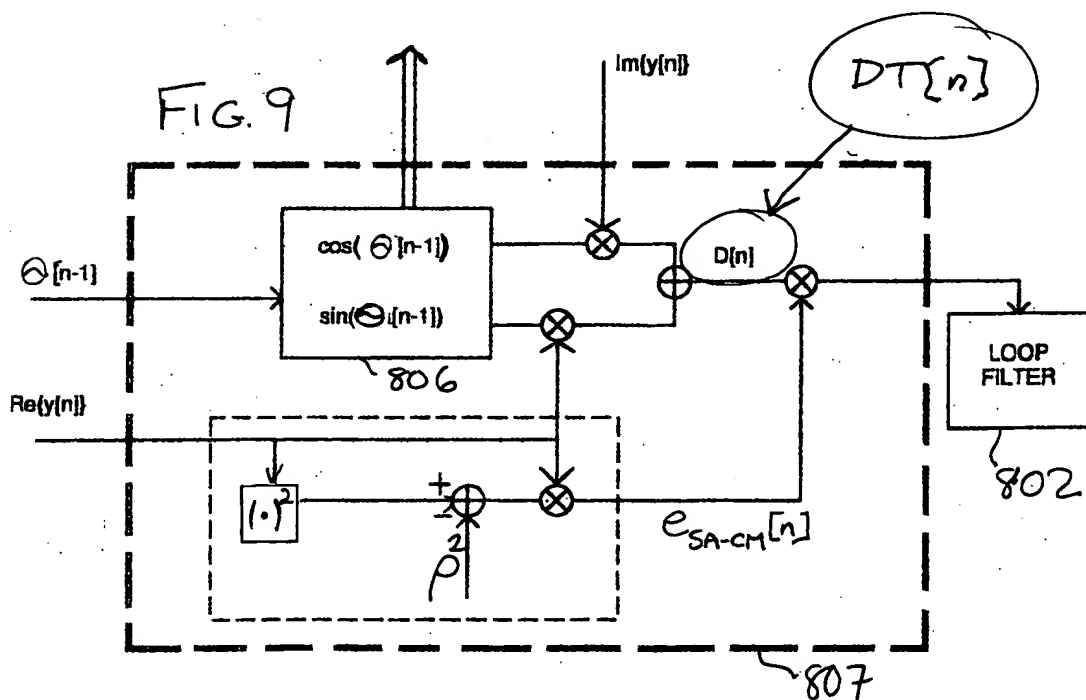 FIG. 9
Im{y[n]}
DT[n]
cos(Θ[n-1])
D[n]
Θ[n-1]
sin(Θ[n-1])
806
LOOP
FILTER
Re{y[n]}
802
(•)²
+
-
e_SA-CM[n]
ρ²
807